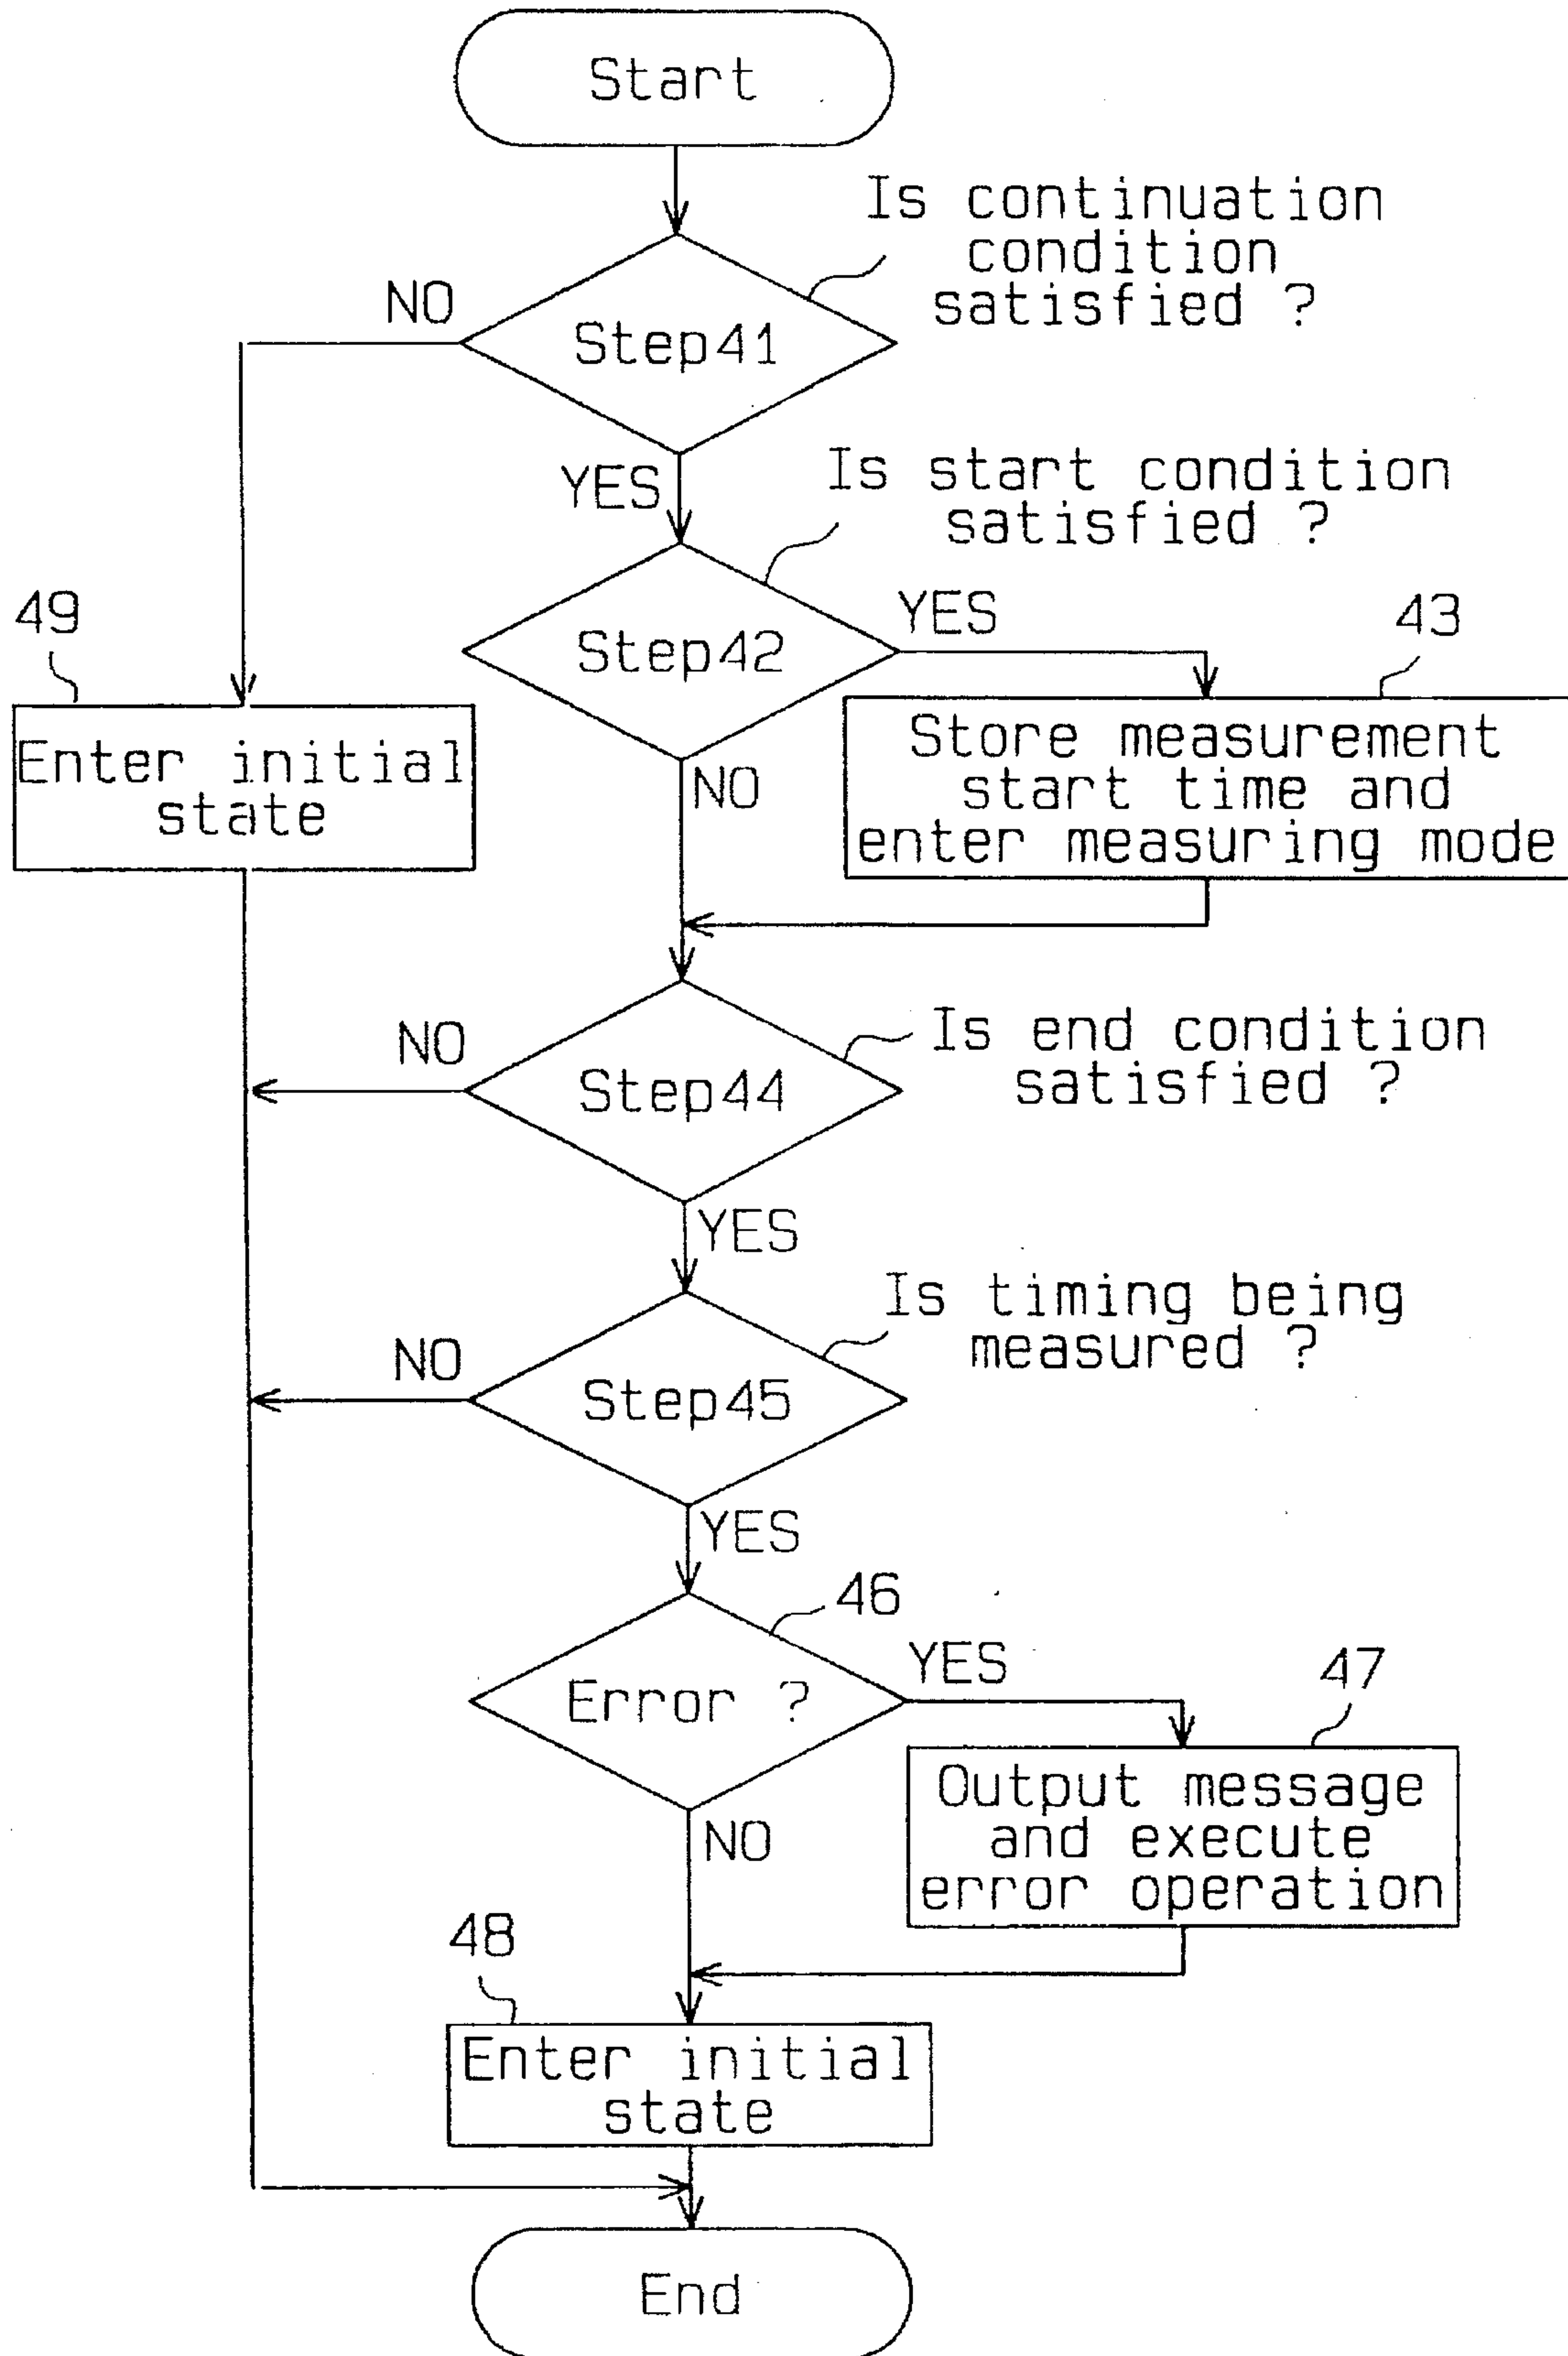 Start
Is continuation
condition
satisfied ?
NO
Step41
YES
Is start condition
satisfied ?
49
YES
43
Step42
Enter initial
state
Store measurement
start time and
enter measuring mode
NO
NO
Is end condition
satisfied ?
Step44
YES
Is timing being
measured ?
NO
Step45
YES
46
YES
47
Error ?
Output message
and execute
error operation
NO
48
Enter initial
state
End